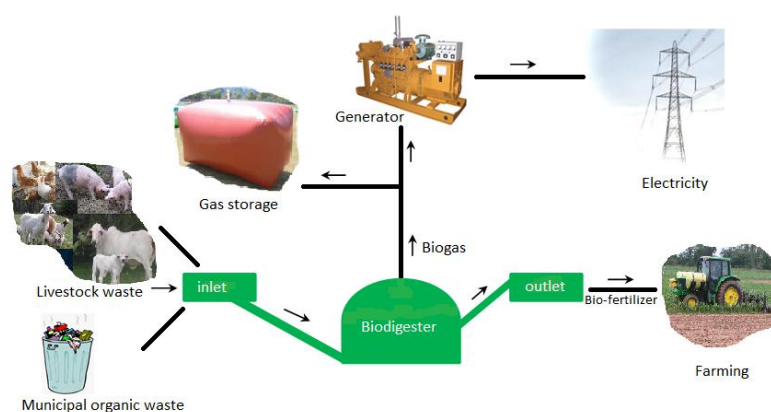 Generator
Electricity
Gas storage
Biogas
Livestock waste
inlet
outlet
Bio-fertilizer
Biodigester
Farming
Municipal organic waste